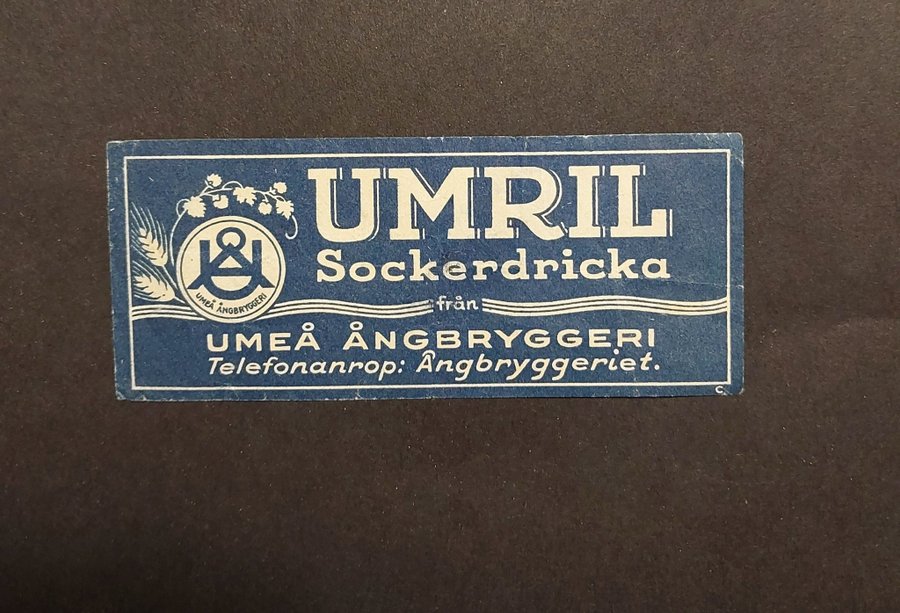 UMRIL
Sockerdricka
från
UMEÅ ÅNGBRYGGERI
UMEÅ ÅNGBRYGGERI
Telefonanrop: Ångbryggeriet.
C.